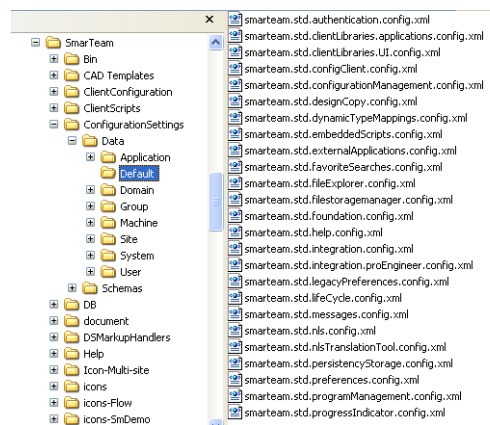 SmarTeam
Bin
CAD Templates
ClientConfiguration
ClientScripts
ConfigurationSettings
Data
Application
Default
Domain
Group
Machine
Site
System
User
Schemas
DB
document
DSMarkupHandlers
Help
Icon-Multi-site
icons
icons-Flow
icons-SmDemo
smarteam.std.authentication.config.xml
smarteam.std.clientLibraries.applications.config.xml
smarteam.std.clientLibraries.UI.config.xml
smarteam.std.configClient.config.xml
smarteam.std.configurationManagement.config.xml
smarteam.std.designCopy.config.xml
smarteam.std.dynamicTypeMappings.config.xml
smarteam.std.embeddedScripts.config.xml
smarteam.std.externalApplications.config.xml
smarteam.std.favoriteSearches.config.xml
smarteam.std.fileExplorer.config.xml
smarteam.std.filestoragemanager.config.xml
smarteam.std.foundation.config.xml
smarteam.std.help.config.xml
smarteam.std.integration.config.xml
smarteam.std.integration.proEngineer.config.xml
smarteam.std.legacyPreferences.config.xml
smarteam.std.lifeCycle.config.xml
smarteam.std.messages.config.xml
smarteam.std.nls.config.xml
smarteam.std.nlsTranslationTool.config.xml
smarteam.std.persistencyStorage.config.xml
smarteam.std.preferences.config.xml
smarteam.std.programManagement.config.xml
smarteam.std.progressIndicator.config.xml